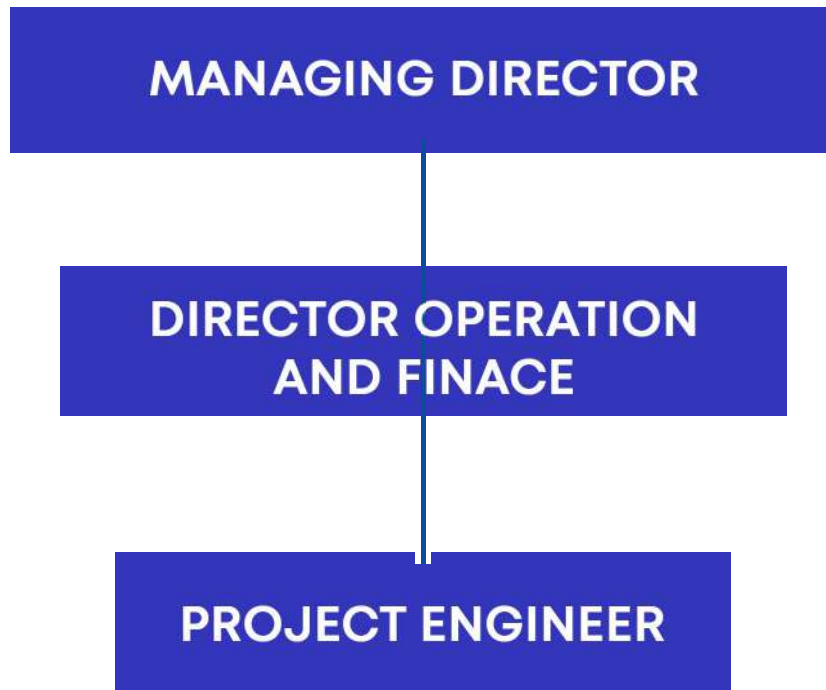 MANAGING DIRECTOR
DIRECTOR OPERATION
AND FINACE
PROJECT ENGINEER